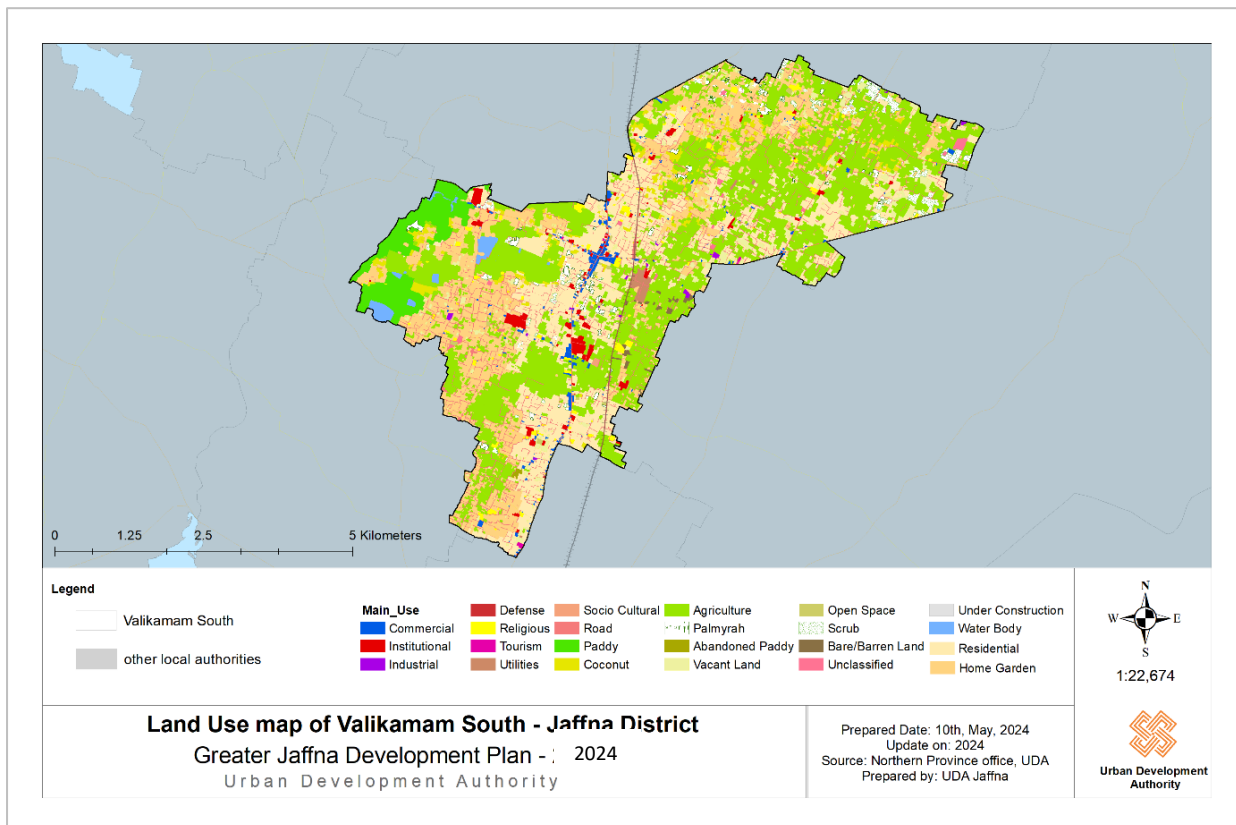 0 1.25 2.5 5 Kilometers
Legend
Valikamam South
other local authorities
Main_Use
Commercial
Institutional
Industrial
Defense
Religious
Tourism
Utilities
Socio Cultural
Road
Paddy
Coconut
Agriculture
Palmyrah
Abandoned Paddy
Vacant Land
Open Space
Scrub
Bare/Barren Land
Unclassified
Under Construction
Water Body
Residential
Home Garden
N
W E
S
1:22,674
Land Use map of Valikamam South - Jaffna District
Greater Jaffna Development Plan - 2024
Urban Development Authority
Prepared Date: 10th, May, 2024
Update on: 2024
Source: Northern Province office, UDA
Prepared by: UDA Jaffna
Urban Development
Authority